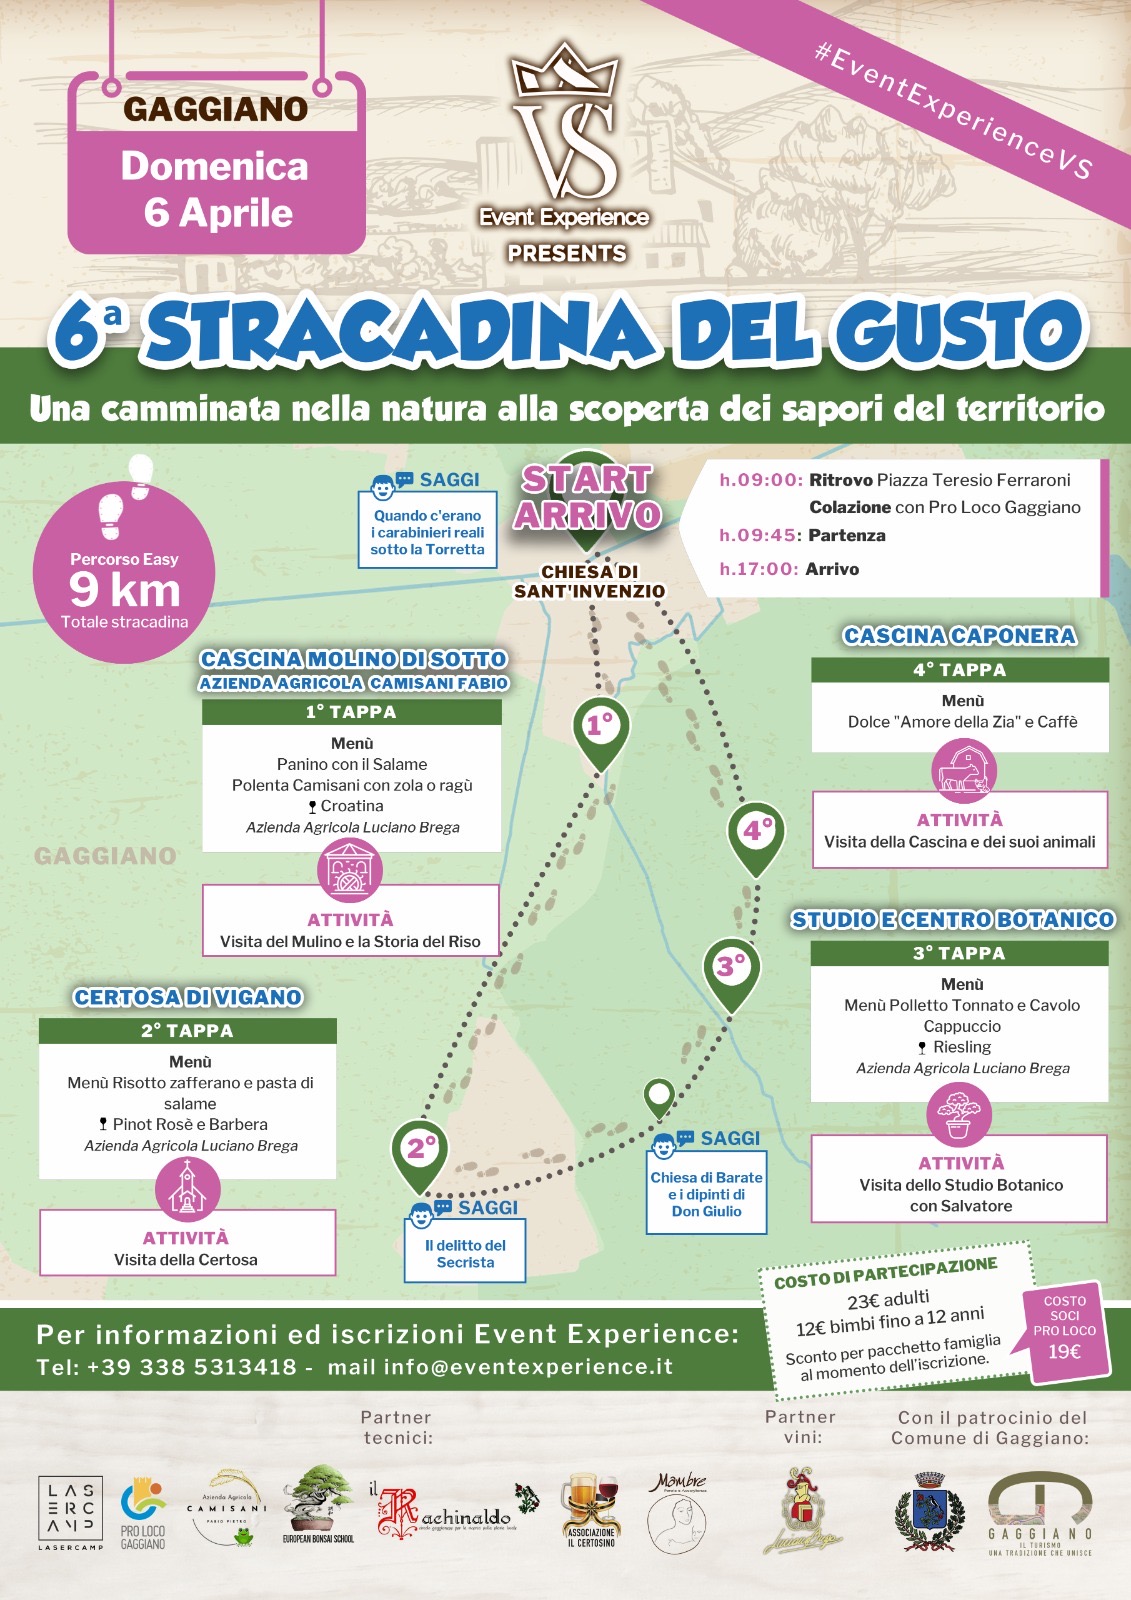 GAGGIANO
Domenica
6 Aprile
VS
Event Experience
PRESENTS
#EventExperienceVS
6ª STRACADINA DEL GUSTO
Una camminata nella natura alla scoperta dei sapori del territorio
Percorso Easy
9 km
Totale stracadina
SAGGI
Quando c'erano
i carabinieri reali
sotto la Torretta
START
ARRIVO
CHIESA DI
SANT'INVENZIO
h.09:00: Ritrovo Piazza Teresio Ferraroni
Colazione con Pro Loco Gaggiano
h.09:45: Partenza
h.17:00: Arrivo
CASCINA MOLINO DI SOTTO
AZIENDA AGRICOLA CAMISANI FABIO
1° TAPPA
Menù
Panino con il Salame
Polenta Camisani con zola o ragù
Croatina
Azienda Agricola Luciano Brega
ATTIVITÀ
Visita del Mulino e la Storia del Riso
GAGGIANO
1°
4°
3°
2°
CASCINA CAPONERA
4° TAPPA
Menù
Dolce "Amore della Zia" e Caffè
ATTIVITÀ
Visita della Cascina e dei suoi animali
STUDIO E CENTRO BOTANICO
3° TAPPA
Menù
Menù Polletto Tonnato e Cavolo
Cappuccio
Riesling
Azienda Agricola Luciano Brega
ATTIVITÀ
Visita dello Studio Botanico
con Salvatore
CERTOSA DI VIGANO
2° TAPPA
Menù
Menù Risotto zafferano e pasta di
salame
Pinot Rosè e Barbera
Azienda Agricola Luciano Brega
ATTIVITÀ
Visita della Certosa
SAGGI
Il delitto del
Secrista
SAGGI
Chiesa di Barate
e i dipinti di
Don Giulio
COSTO DI PARTECIPAZIONE
23€ adulti
12€ bimbi fino a 12 anni
Sconto per pacchetto famiglia
al momento dell'iscrizione.
COSTO
SOCI
PRO LOCO
19€
Per informazioni ed iscrizioni Event Experience:
Tel: +39 338 5313418 - mail info@eventexperience.it
Partner
tecnici:
Partner
vini:
Con il patrocinio del
Comune di Gaggiano:
LAS
ERC
AMP
LASERCAMP
PRO LOCO
GAGGIANO
Azienda Agricola
CAMISANI
FABIO PIETRO
EUROPEAN BONSAI SCHOOL
il
Rachinaldo
ASSOCIAZIONE
IL CERTOSINO
Mambre
Luciano Brega
GAGGIANO
IL TURISMO
UNA TRADIZIONE CHE UNISCE